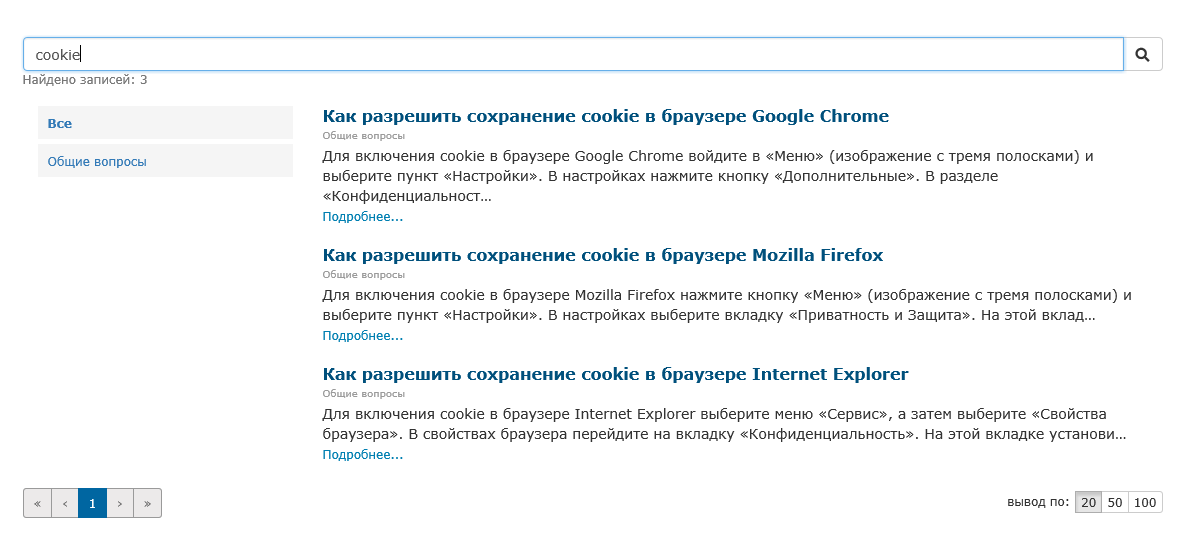 cookie
Найдено записей: 3
Все
Общие вопросы
Как разрешить сохранение cookie в браузере Google Chrome
Общие вопросы
Для включения cookie в браузере Google Chrome войдите в «Меню» (изображение с тремя полосками) и
выберите пункт «Настройки». В настройках нажмите кнопку «Дополнительные». В разделе
«Конфиденциальност...
Подробнее...
Как разрешить сохранение cookie в браузере Mozilla Firefox
Общие вопросы
Для включения cookie в браузере Mozilla Firefox нажмите кнопку «Меню» (изображение с тремя полосками) и
выберите пункт «Настройки». В настройках выберите вкладку «Приватность и Защита». На этой вклад...
Подробнее...
Как разрешить сохранение cookie в браузере Internet Explorer
Общие вопросы
Для включения cookie в браузере Internet Explorer выберите меню «Сервис», а затем выберите «Свойства
браузера». В свойствах браузера перейдите на вкладку «Конфиденциальность». На этой вкладке установи...
Подробнее...
« ‹ 1 › »
вывод по: 20 50 100